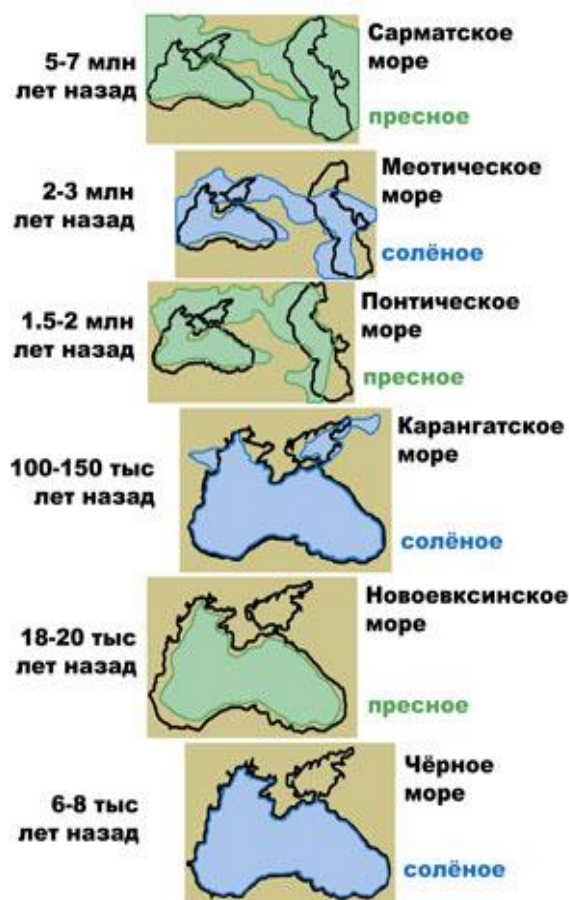 5-7 млн
лет назад
Сарматское
море
пресное
2-3 млн
лет назад
Меотическое
море
солёное
1.5-2 млн
лет назад
Понтическое
море
пресное
100-150 тыс
лет назад
Карангатское
море
солёное
18-20 тыс
лет назад
Новоевксинское
море
пресное
6-8 тыс
лет назад
Чёрное
море
солёное